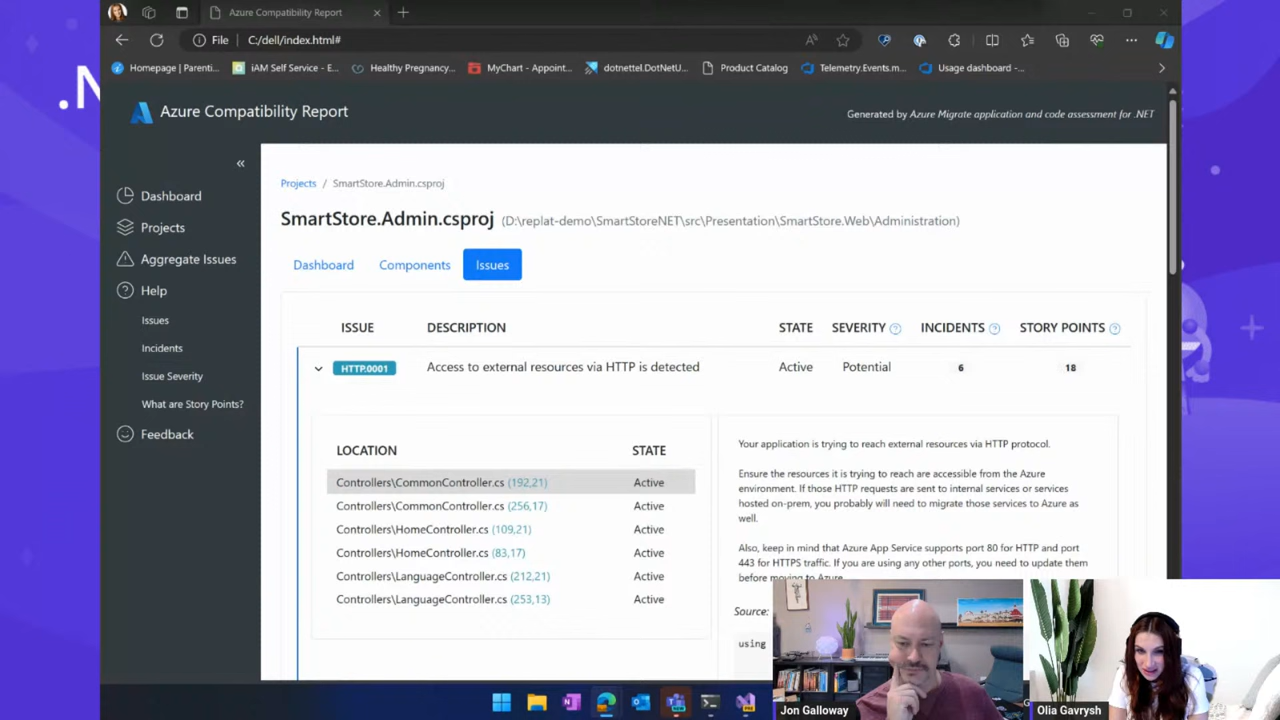 .N
Azure Compatibility Report
File
C:/dell/index.html#
Homepage | Parenti...
iAM Self Service - E...
Healthy Pregnancy...
MyChart - Appoint...
dotnettel.DotNetU...
Product Catalog
Telemetry.Events.m...
Usage dashboard -...
Azure Compatibility Report
Generated by Azure Migrate application and code assessment for .NET
«
Dashboard
Projects
Aggregate Issues
Help
Issues
Incidents
Issue Severity
What are Story Points?
Feedback
Projects / SmartStore.Admin.csproj
SmartStore.Admin.csproj (D:\replat-demo\SmartStoreNET\src\Presentation\SmartStore.Web\Administration)
Dashboard Components Issues
ISSUE DESCRIPTION STATE SEVERITY INCIDENTS STORY POINTS
HTTP.0001 Access to external resources via HTTP is detected Active Potential 6 18
LOCATION STATE
Controllers\CommonController.cs (192,21) Active
Controllers\CommonController.cs (256,17) Active
Controllers\HomeController.cs (109,21) Active
Controllers\HomeController.cs (83,17) Active
Controllers\LanguageController.cs (212,21) Active
Controllers\LanguageController.cs (253,13) Active
Your application is trying to reach external resources via HTTP protocol.
Ensure the resources it is trying to reach are accessible from the Azure
environment. If those HTTP requests are sent to internal services or services
hosted on-prem, you probably will need to migrate those services to Azure as
well.
Also, keep in mind that Azure App Service supports port 80 for HTTP and port
443 for HTTPS traffic. If you are using any other ports, you need to update them
before moving to Azure.
Source:
using
Jon Galloway
Olia Gavrysh